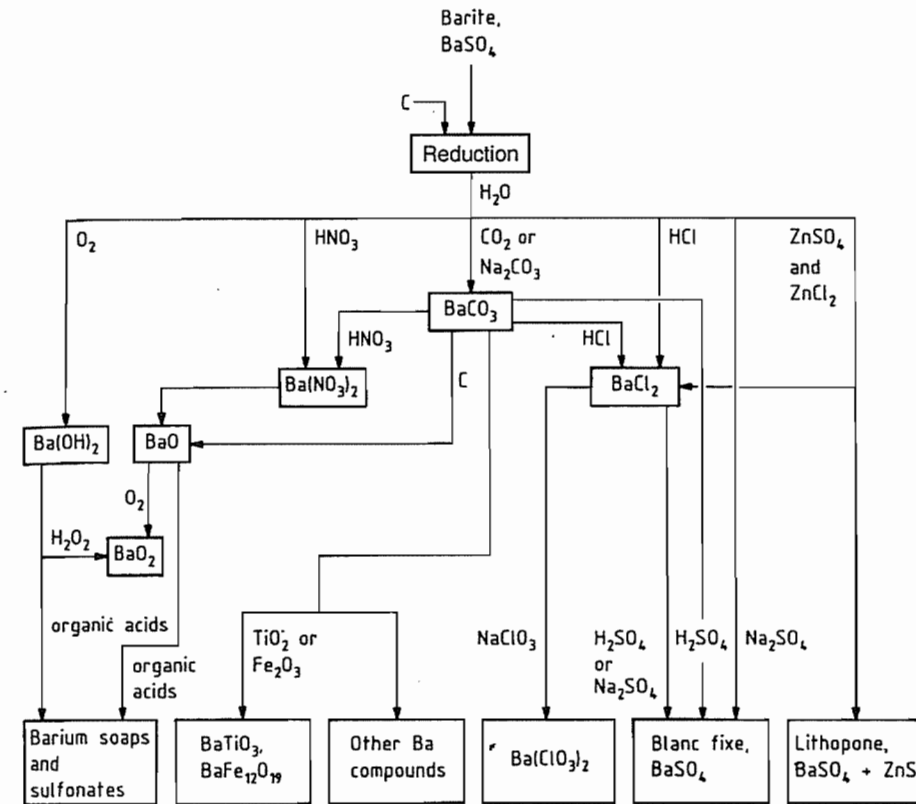 Barite,
BaSO₄
C
Reduction
H₂O
O₂
HNO₃
CO₂ or
Na₂CO₃
HCl
ZnSO₄
and
ZnCl₂
BaCO₃
HNO₃
HCl
C
Ba(NO₃)₂
BaCl₂
Ba(OH)₂
BaO
O₂
H₂O₂
BaO₂
organic acids
organic
acids
TiO₂ or
Fe₂O₃
NaClO₃
H₂SO₄
or
Na₂SO₄
H₂SO₄
Na₂SO₄
Barium soaps
and
sulfonates
BaTiO₃,
BaFe₁₂O₁₉
Other Ba
compounds
Ba(ClO₃)₂
Blanc fixe,
BaSO₄
Lithopone,
BaSO₄ + ZnS